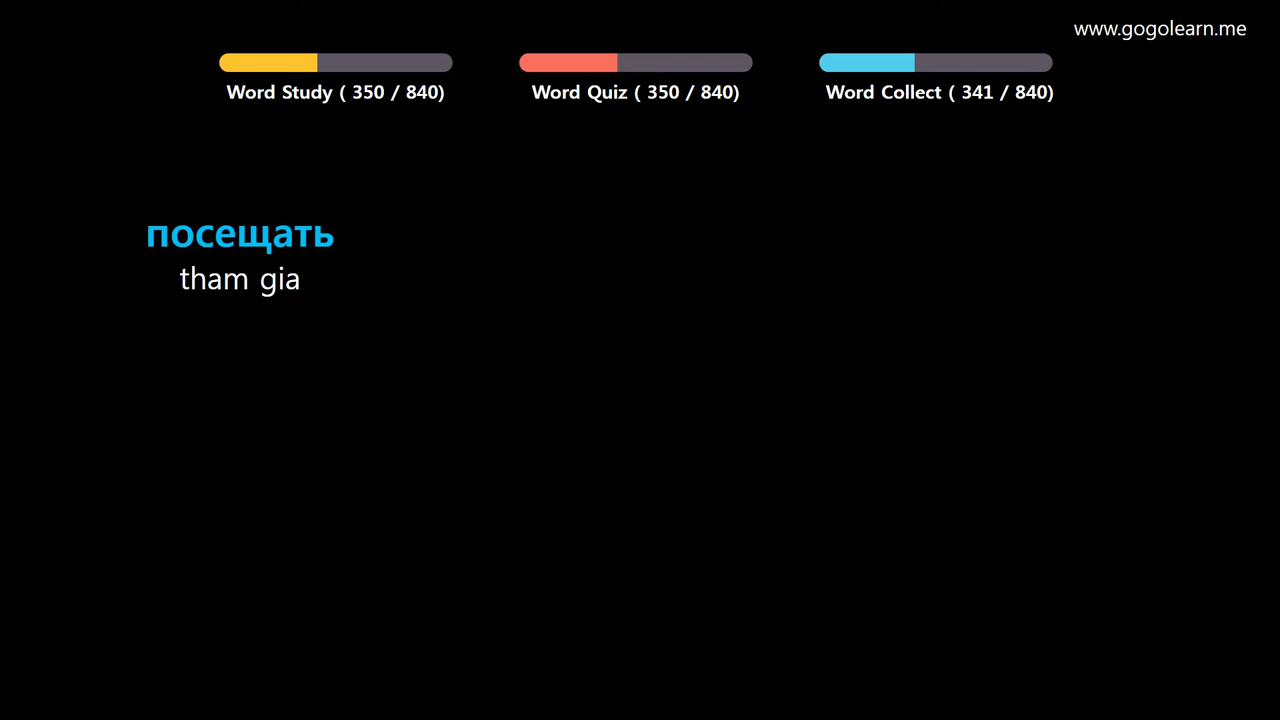 www.gogolearn.me
Word Study ( 350 / 840)
Word Quiz ( 350 / 840)
Word Collect ( 341 / 840)
посещать
tham gia